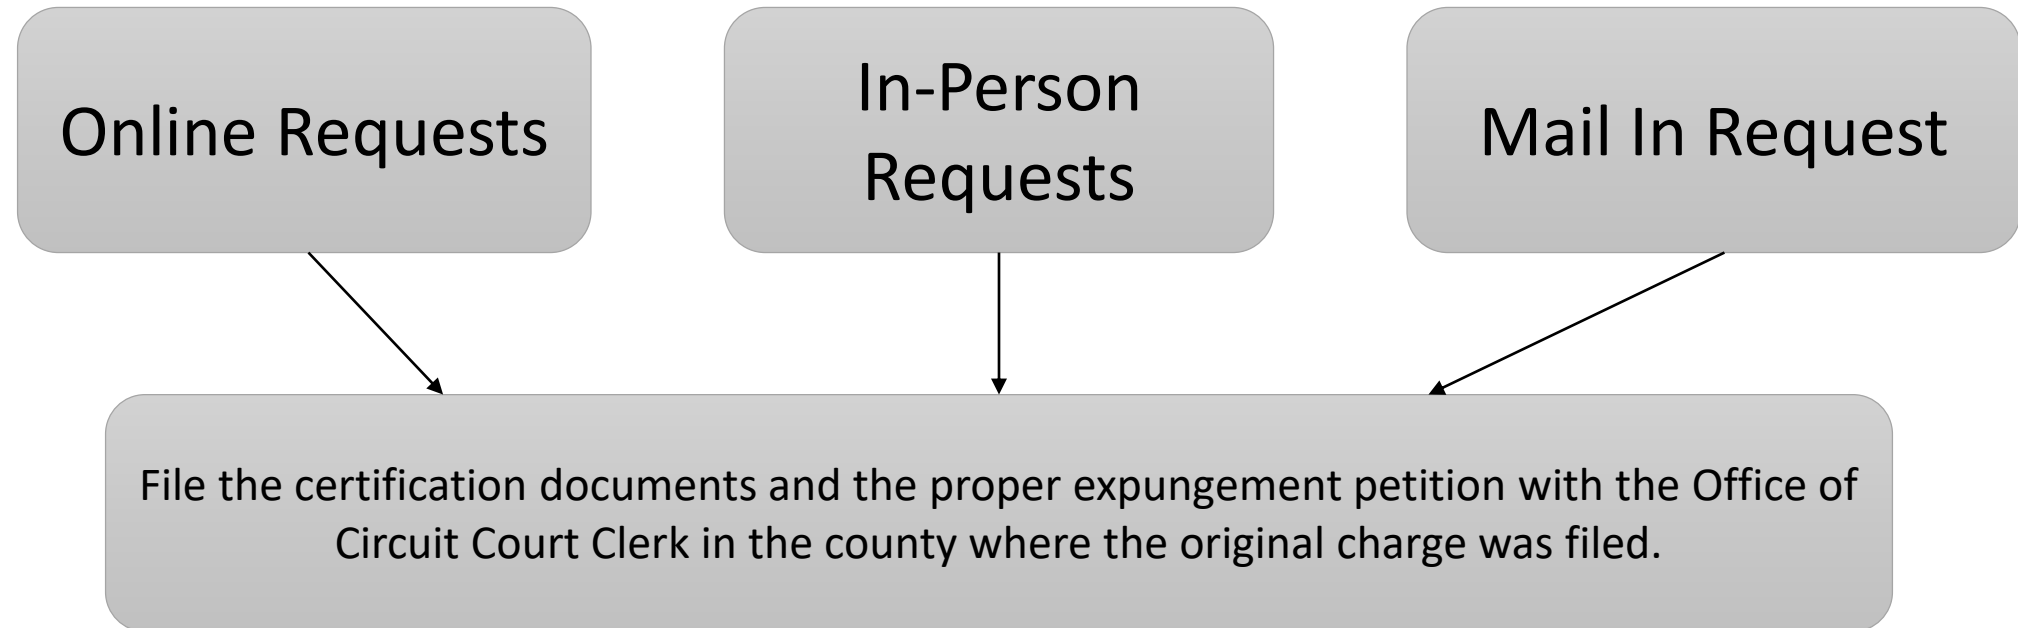 Online Requests
In-Person
Requests
Mail In Request
File the certification documents and the proper expungement petition with the Office of
Circuit Court Clerk in the county where the original charge was filed.